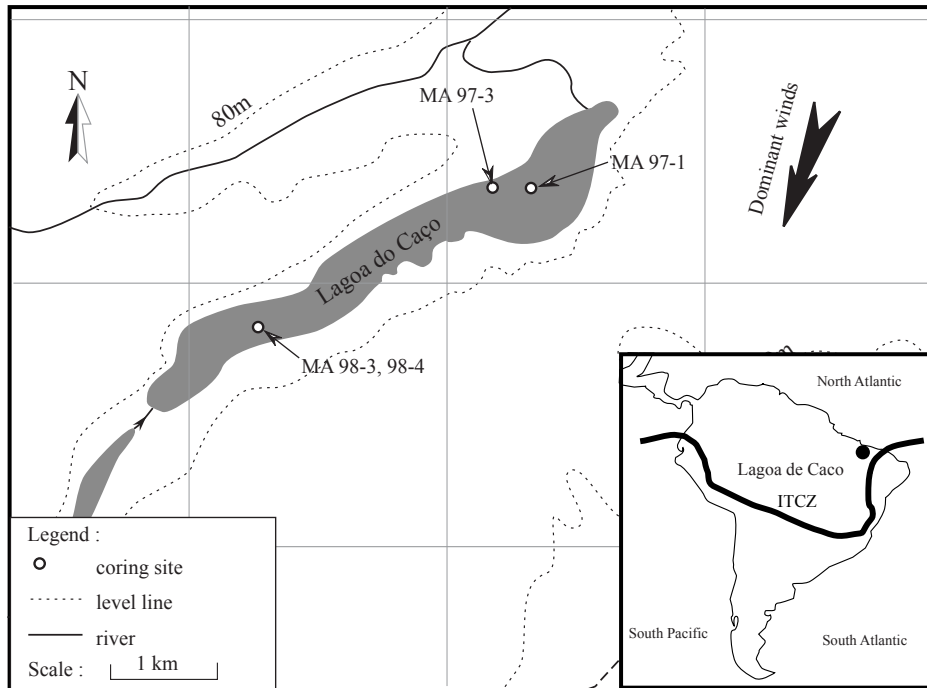 N
80m
MA 97-3
MA 97-1
Dominant winds
Lagoa do Caço
MA 98-3, 98-4
Legend :
coring site
level line
river
Scale : 1 km
North Atlantic
Lagoa de Caco
ITCZ
South Pacific
South Atlantic